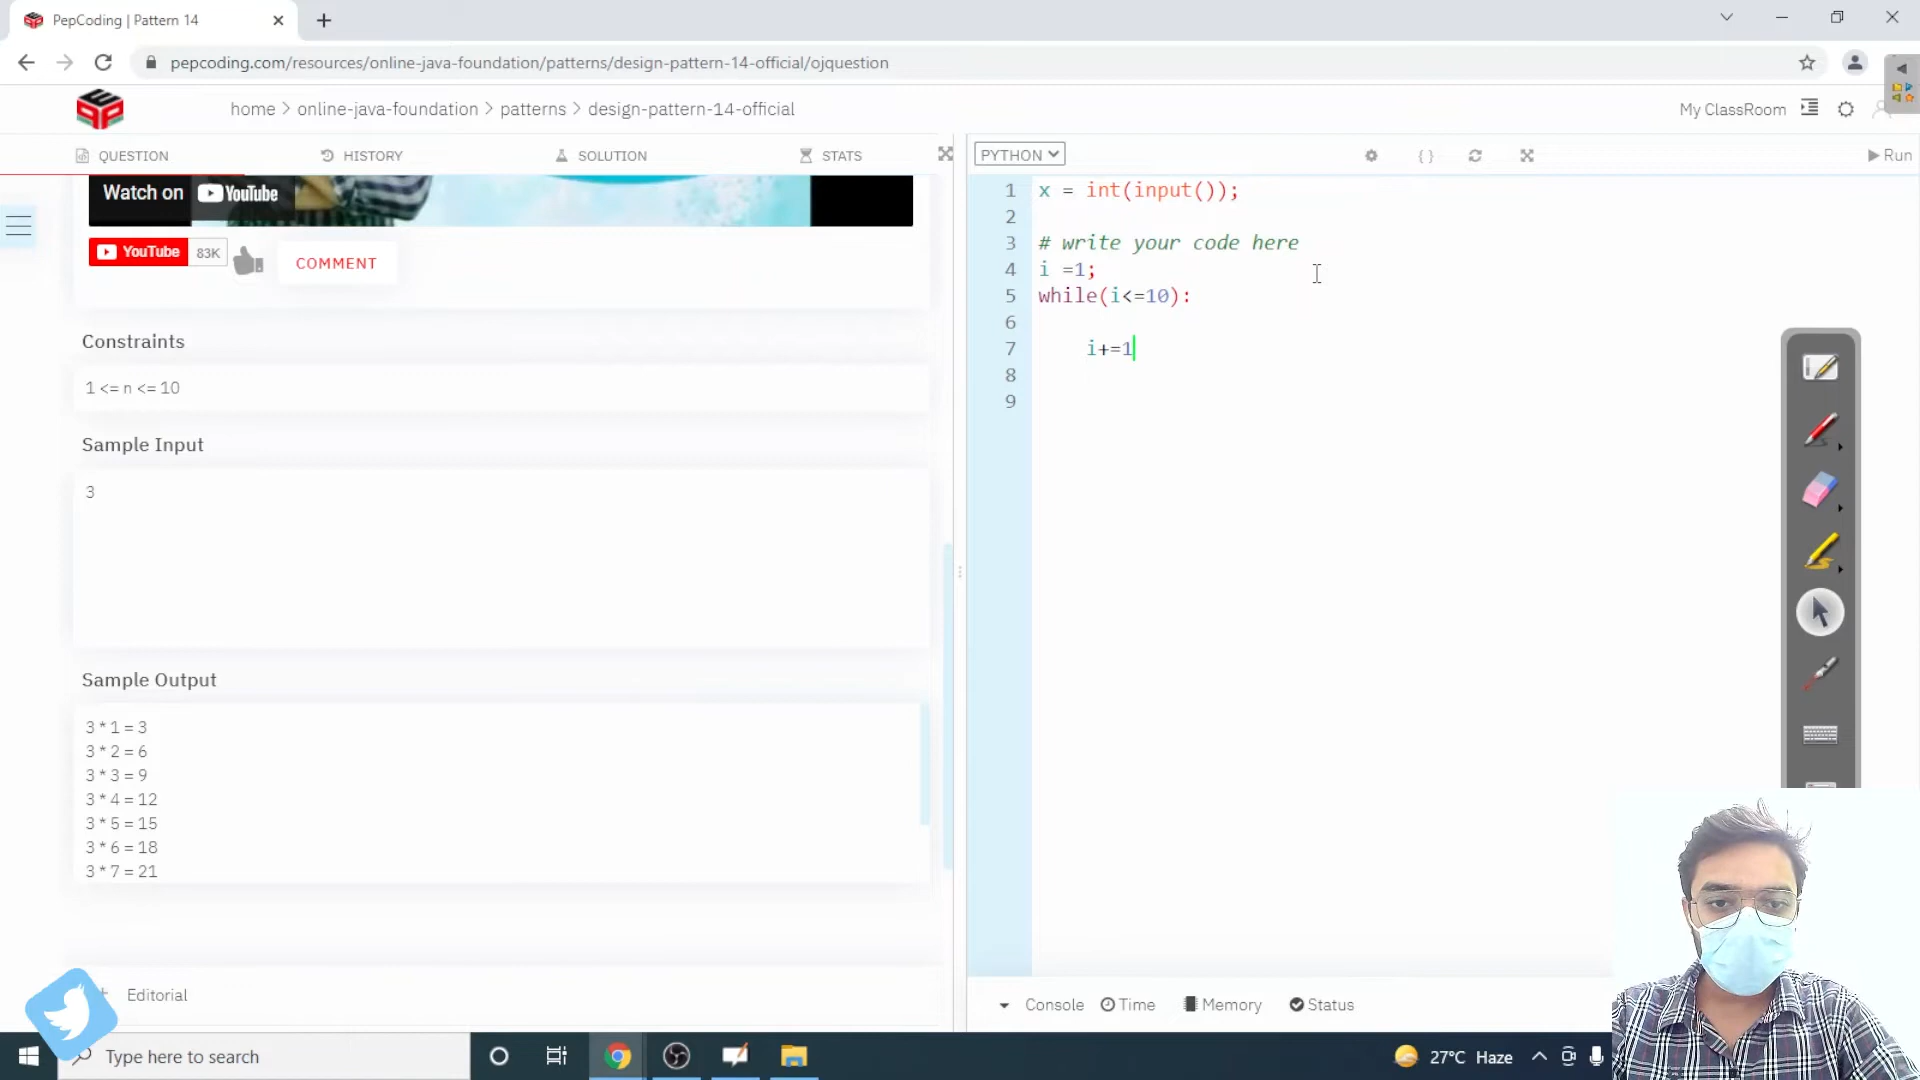 PepCoding | Pattern 14
pepcoding.com/resources/online-java-foundation/patterns/design-pattern-14-official/ojquestion
home > online-java-foundation > patterns > design-pattern-14-official
My ClassRoom
QUESTION
HISTORY
SOLUTION
STATS
PYTHON
Run
Watch on YouTube
YouTube 83K
COMMENT
Constraints
1 <= n <= 10
Sample Input
3
Sample Output
3 * 1 = 3
3 * 2 = 6
3 * 3 = 9
3 * 4 = 12
3 * 5 = 15
3 * 6 = 18
3 * 7 = 21
Editorial
1 x = int(input());
2
3 # write your code here
4 i =1;
5 while(i<=10):
6
7 i+=1
8
9
Console
Time
Memory
Status
Type here to search
27°C Haze